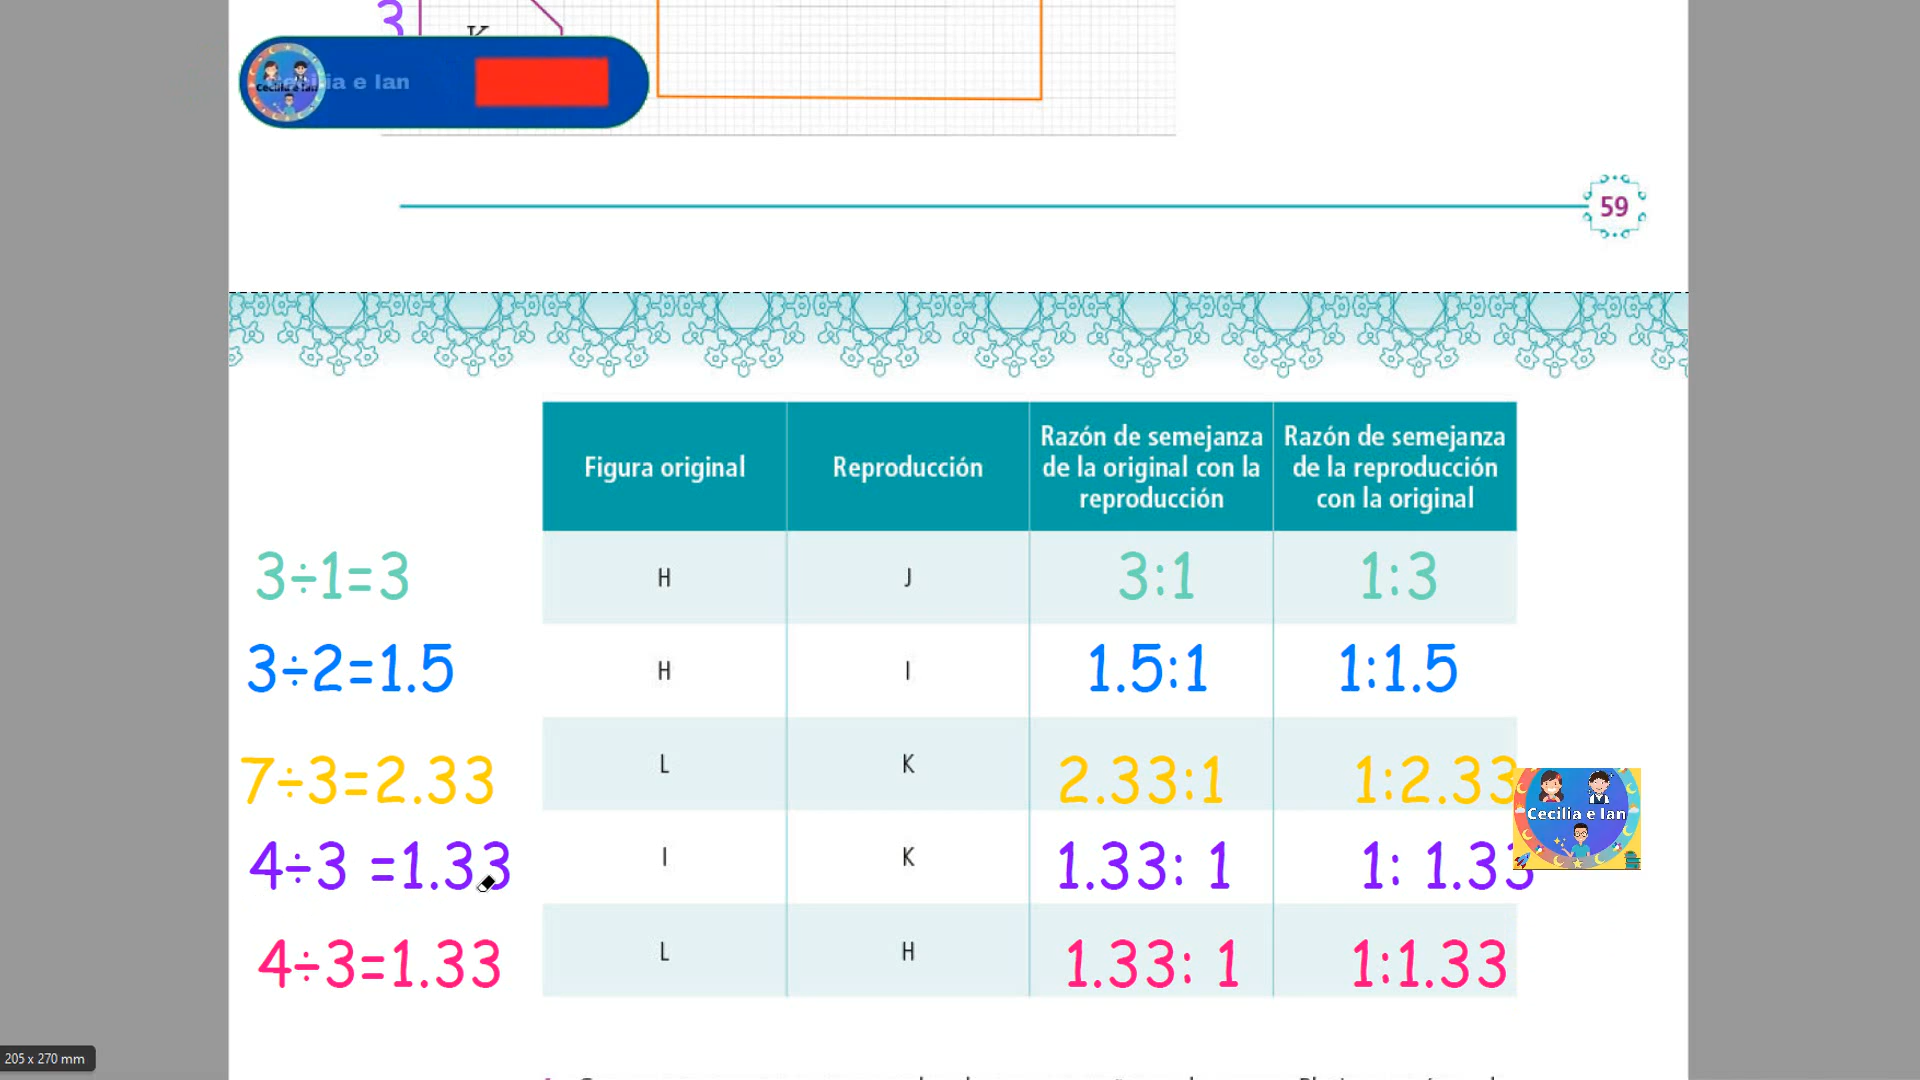 3
K
Cecilia e Ian
Cecilia e Ian
59
Figura original
Reproducción
Razón de semejanza
de la original con la
reproducción
Razón de semejanza
de la reproducción
con la original
3÷1=3
H
J
3:1
1:3
3÷2=1.5
H
I
1.5:1
1:1.5
7÷3=2.33
L
K
2.33:1
1:2.33
Cecilia e Ian
4÷3 =1.33
I
K
1.33: 1
1: 1.33
4÷3=1.33
L
H
1.33: 1
1:1.33
205 x 270 mm